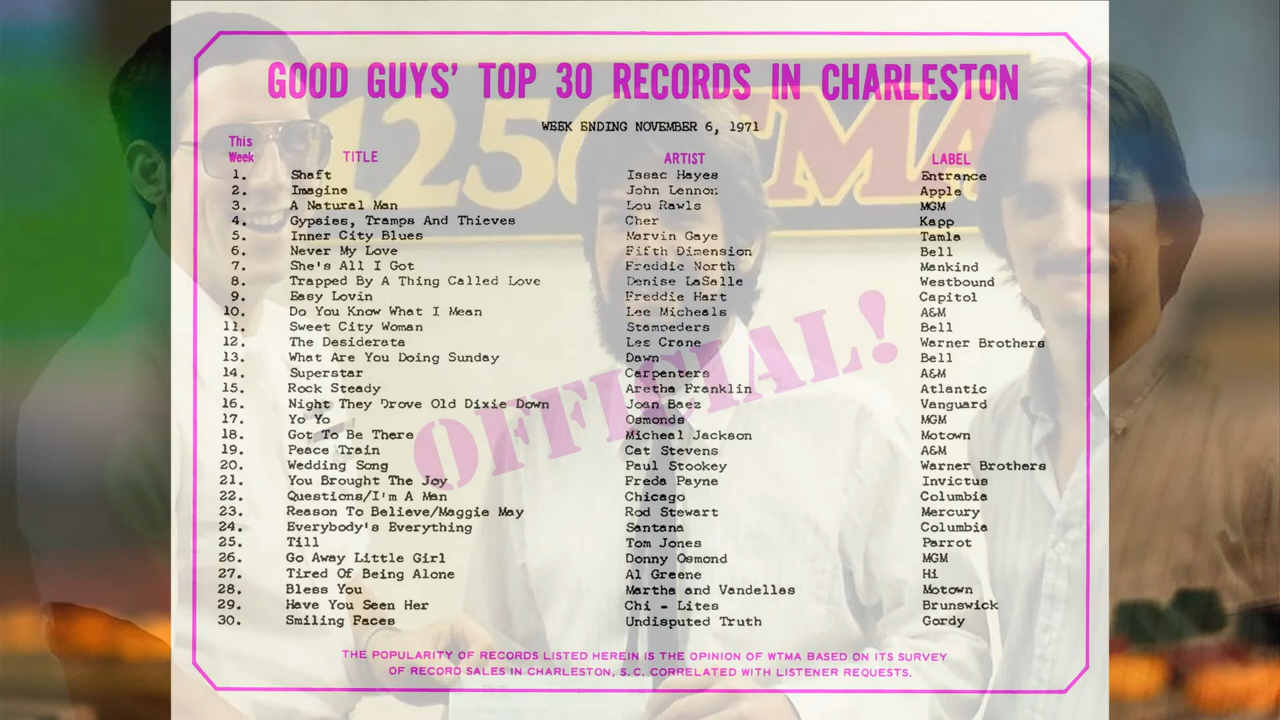 GOOD GUYS' TOP 30 RECORDS IN CHARLESTON
WEEK ENDING NOVEMBER 6, 1971
This Week TITLE ARTIST LABEL
1. Shaft Isaac Hayes Entrance
2. Imagine John Lennon Apple
3. A Natural Man Lou Rawls MGM
4. Gypsies, Tramps And Thieves Cher Kapp
5. Inner City Blues Marvin Gaye Tamla
6. Never My Love Fifth Dimension Bell
7. She's All I Got Freddie North Mankind
8. Trapped By A Thing Called Love Denise LaSalle Westbound
9. Easy Lovin Freddie Hart Capitol
10. Do You Know What I Mean Lee Micheals A&M
11. Sweet City Woman Stampeders Bell
12. The Desiderata Les Crane Warner Brothers
13. What Are You Doing Sunday Dawn Bell
14. Superstar Carpenters A&M
15. Rock Steady Aretha Franklin Atlantic
16. Night They Drove Old Dixie Down Joan Baez Vanguard
17. Yo Yo Osmonds MGM
18. Got To Be There Micheal Jackson Motown
19. Peace Train Cat Stevens A&M
20. Wedding Song Paul Stookey Warner Brothers
21. You Brought The Joy Freda Payne Invictus
22. Questions/I'm A Man Chicago Columbia
23. Reason To Believe/Maggie May Rod Stewart Mercury
24. Everybody's Everything Santana Columbia
25. Till Tom Jones Parrot
26. Go Away Little Girl Donny Osmond MGM
27. Tired Of Being Alone Al Greene Hi
28. Bless You Martha and Vandellas Motown
29. Have You Seen Her Chi - Lites Brunswick
30. Smiling Faces Undisputed Truth Gordy
OFFICIAL!
THE POPULARITY OF RECORDS LISTED HEREIN IS THE OPINION OF WTMA BASED ON ITS SURVEY
OF RECORD SALES IN CHARLESTON, S.C. CORRELATED WITH LISTENER REQUESTS.